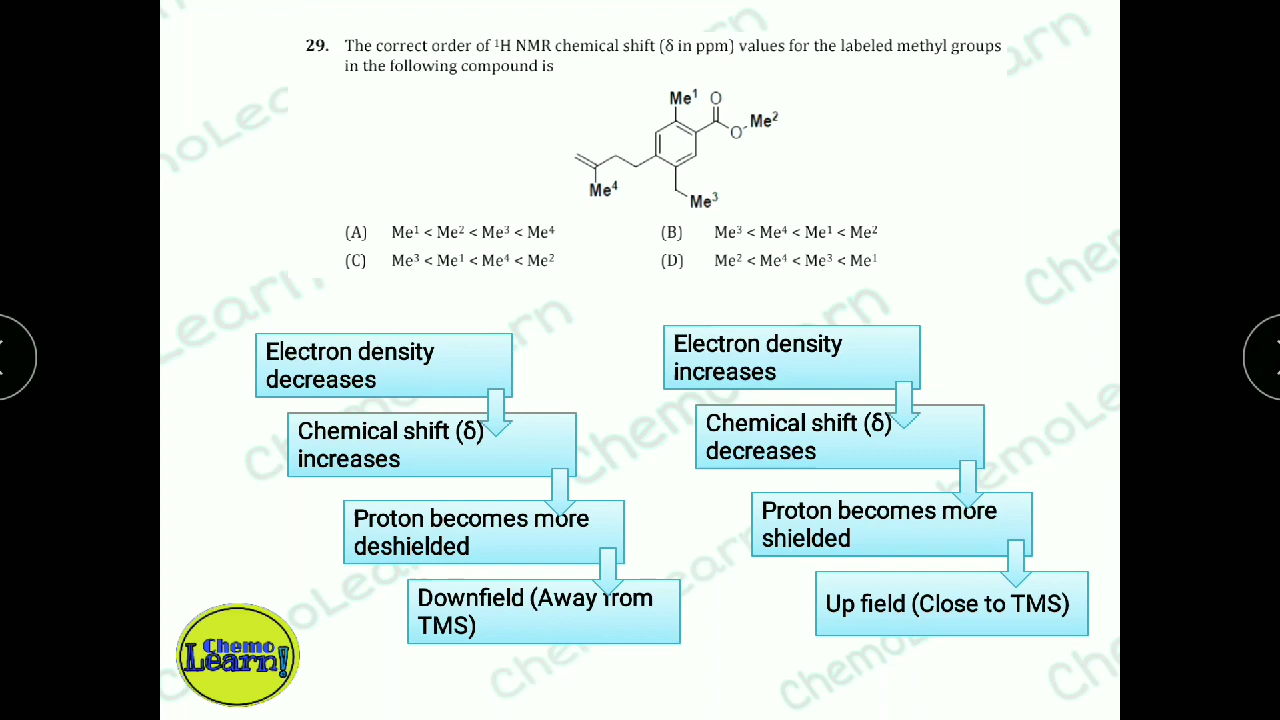 29. The correct order of ¹H NMR chemical shift (δ in ppm) values for the labeled methyl groups
in the following compound is
Me¹ O
O Me²
Me⁴
Me³
(A) Me¹ < Me² < Me³ < Me⁴ (B) Me³ < Me⁴ < Me¹ < Me²
(C) Me³ < Me¹ < Me⁴ < Me² (D) Me² < Me⁴ < Me³ < Me¹
Electron density
decreases
Chemical shift (δ)
increases
Proton becomes more
deshielded
Downfield (Away from
TMS)
Electron density
increases
Chemical shift (δ)
decreases
Proton becomes more
shielded
Up field (Close to TMS)
Chemo
Learn!